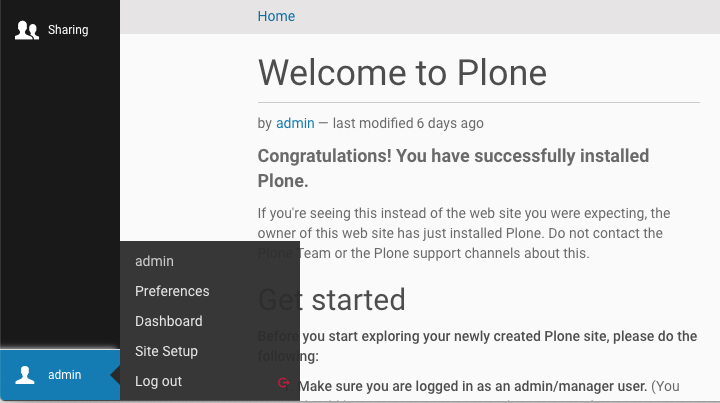 Sharing
Home
Welcome to Plone
by admin — last modified 6 days ago
Congratulations! You have successfully installed
Plone.
If you're seeing this instead of the web site you were expecting, the
owner of this web site has just installed Plone. Do not contact the
Plone Team or the Plone support channels about this.
Get started
Before you start exploring your newly created Plone site, please do the
following:
Make sure you are logged in as an admin/manager user. (You
admin
Preferences
Dashboard
Site Setup
Log out
admin